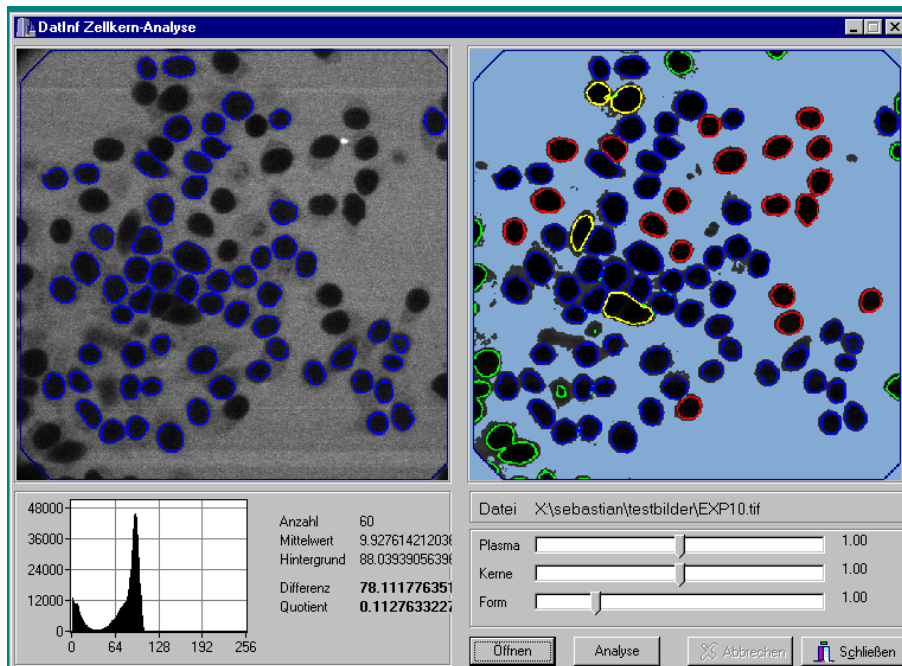 DatInf Zellkern-Analyse
48000
36000
24000
12000
0
0 64 128 192 256
Anzahl 60
Mittelwert 9.927614212036
Hintergrund 88.03939056396
Differenz 78.111776351
Quotient 0.1127633227
Datei X:\sebastian\testbilder\EXP10.tif
Plasma 1.00
Kerne 1.00
Form 1.00
Öffnen Analyse Abbrechen Schließen